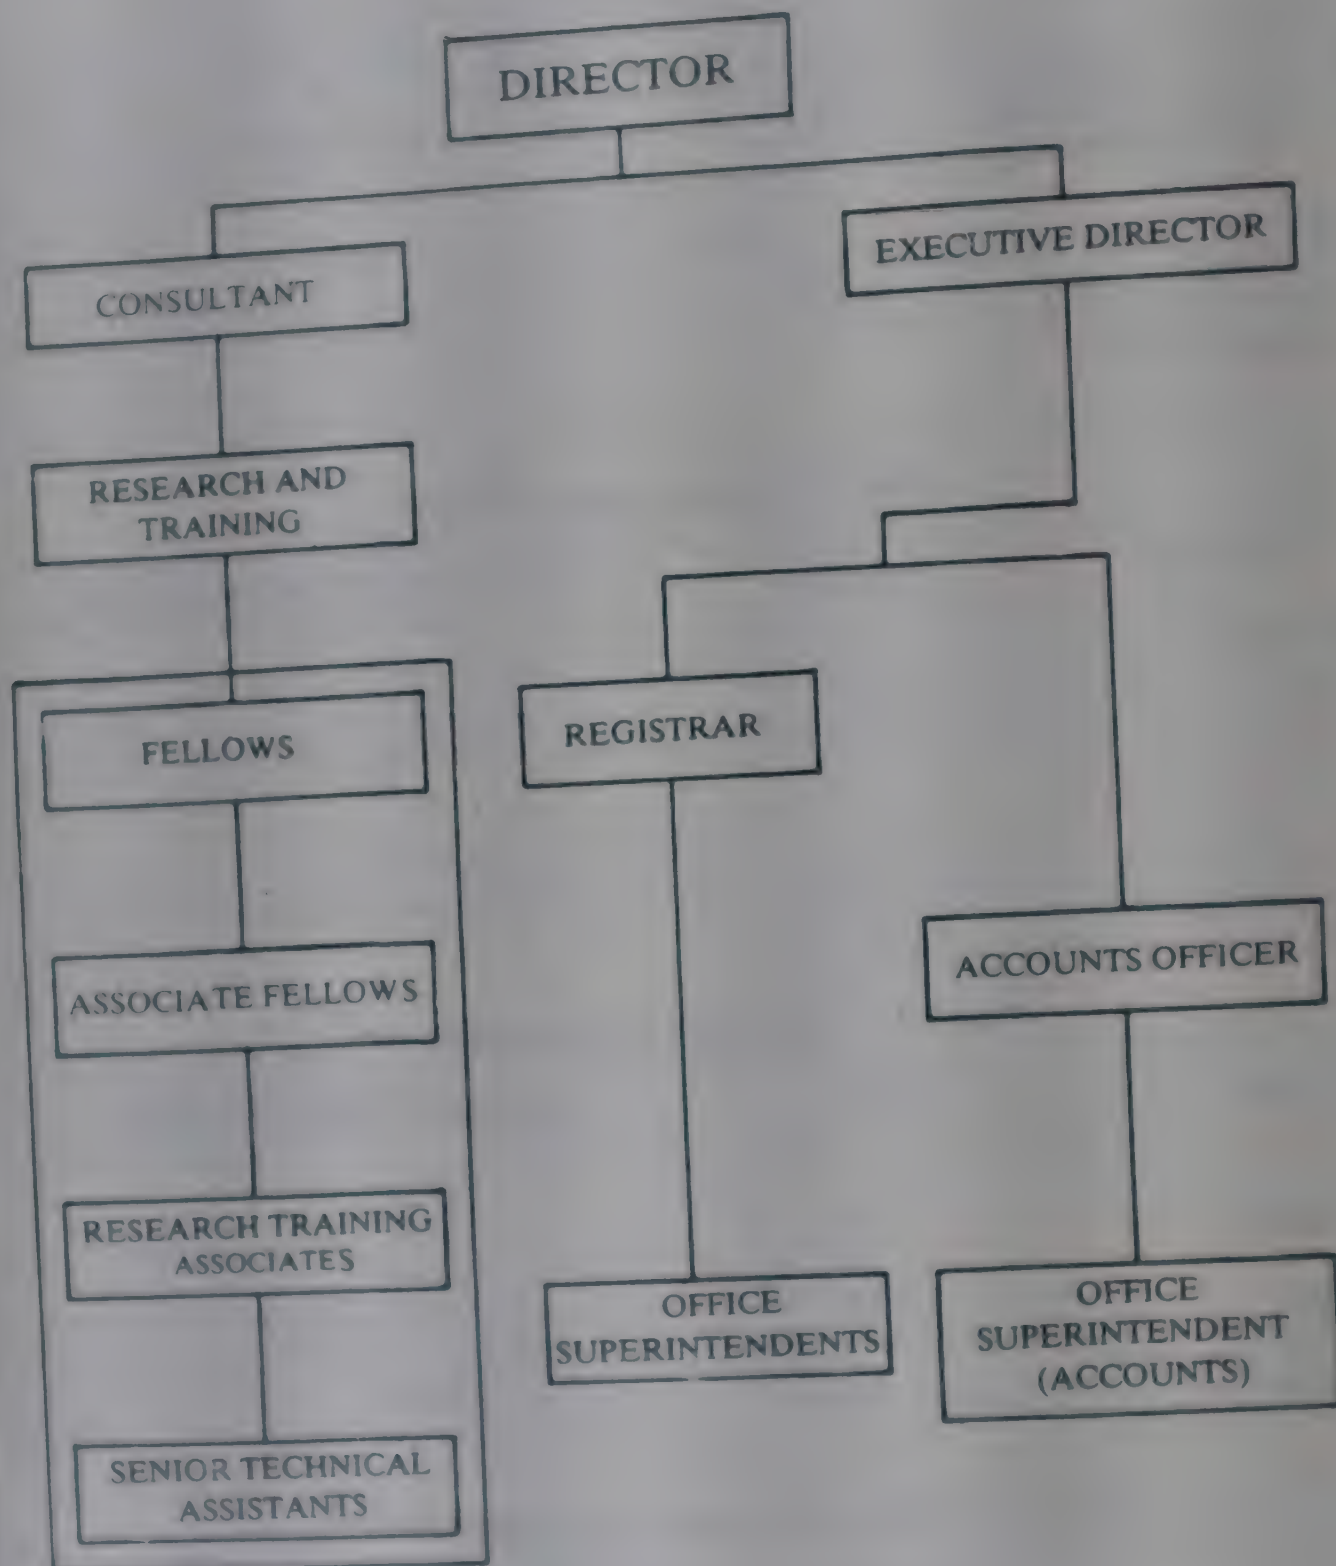 DIRECTOR
EXECUTIVE DIRECTOR
CONSULTANT
RESEARCH AND
TRAINING
FELLOWS
REGISTRAR
ASSOCIATE FELLOWS
ACCOUNTS OFFICER
RESEARCH TRAINING
ASSOCIATES
OFFICE
SUPERINTENDENTS
OFFICE
SUPERINTENDENT
(ACCOUNTS)
SENIOR TECHNICAL
ASSISTANTS